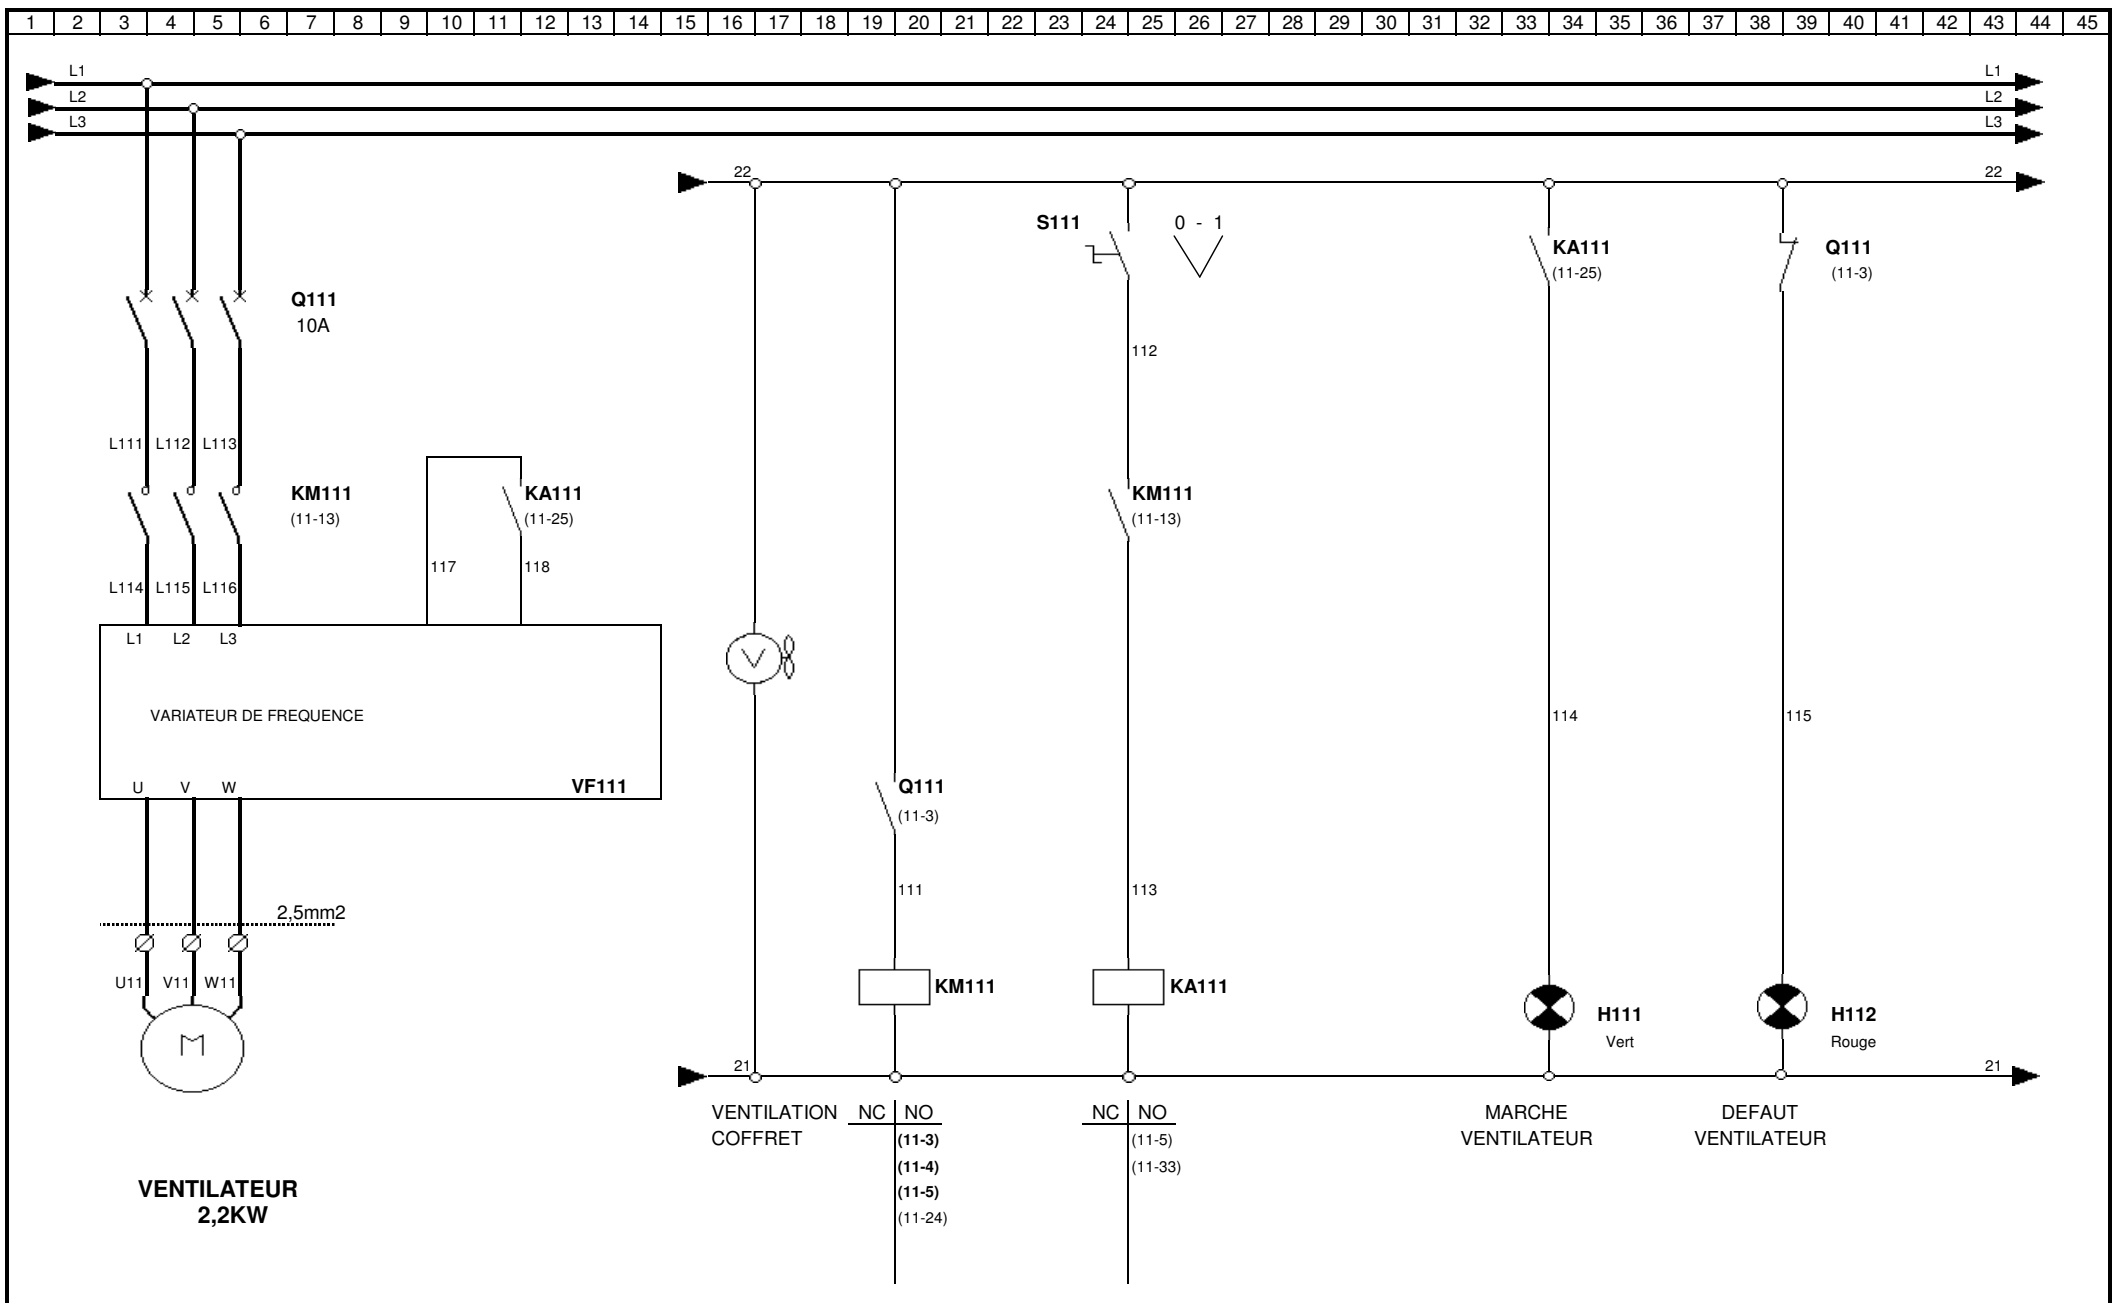 1 2 3 4 5 6 7 8 9 10 11 12 13 14 15 16 17 18 19 20 21 22 23 24 25 26 27 28 29 30 31 32 33 34 35 36 37 38 39 40 41 42 43 44 45
L1 L1
L2 L2
L3 L3
22 22
S111 0 - 1
KA111 Q111
(11-25) (11-3)
Q111
10A
112
L111 L112 L113
KM111 KA111 KM111
(11-13) (11-25) (11-13)
117 118
L114 L115 L116
L1 L2 L3
V
VARIATEUR DE FREQUENCE 114 115
U V W VF111 Q111
(11-3)
111 113
2,5mm2
U11 V11 W11
KM111 KA111
H111 H112
Vert Rouge
M
21 21
VENTILATION NC NO NC NO MARCHE DEFAUT
COFFRET (11-3) (11-5) VENTILATEUR VENTILATEUR
(11-4) (11-33)
VENTILATEUR (11-5)
2,2KW (11-24)